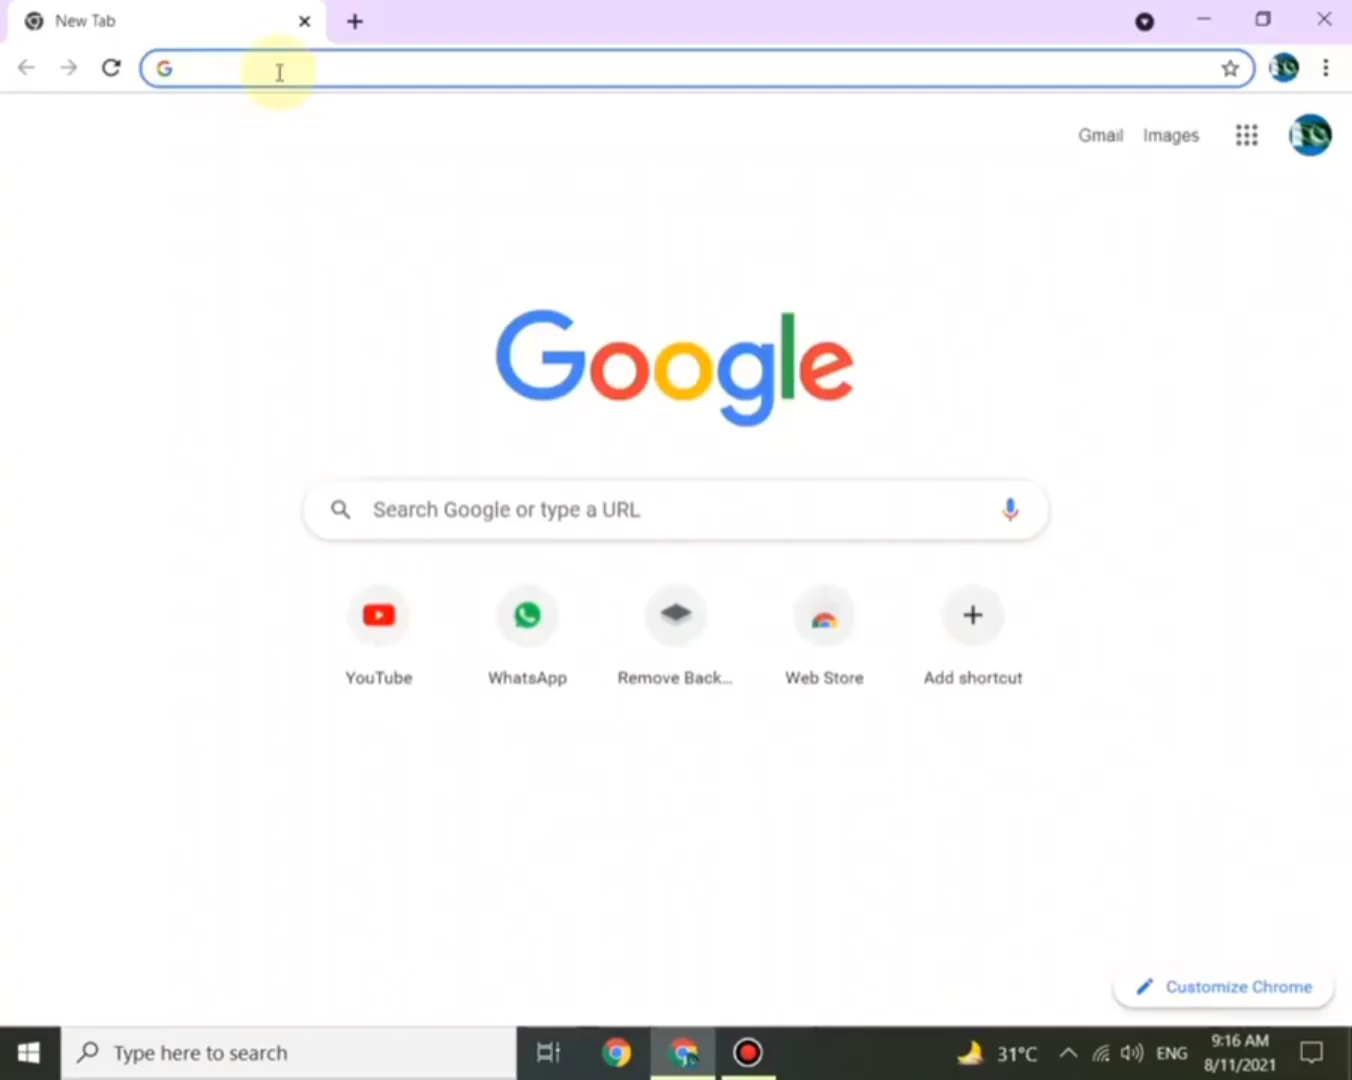 New Tab
Gmail Images
Google
Search Google or type a URL
YouTube WhatsApp Remove Back... Web Store Add shortcut
Customize Chrome
Type here to search
31°C ENG 9:16 AM
8/11/2021